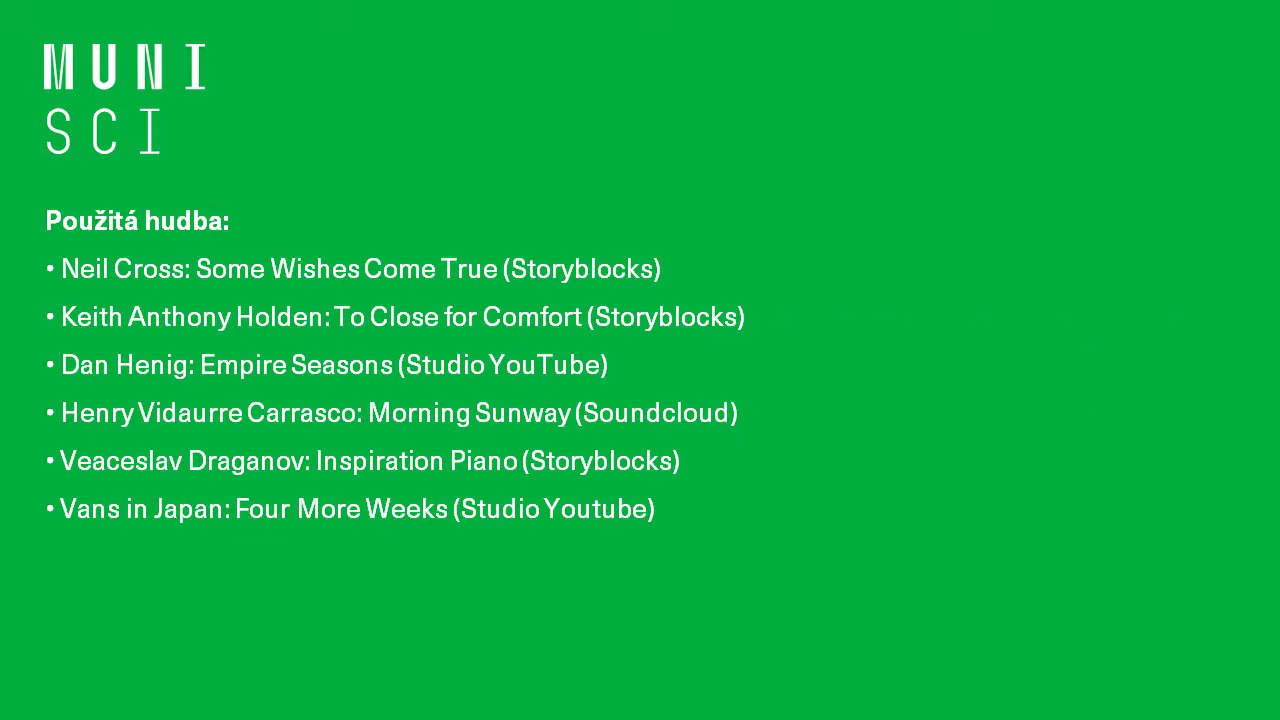 MUNI
SCI
Použitá hudba:
• Neil Cross: Some Wishes Come True (Storyblocks)
• Keith Anthony Holden: To Close for Comfort (Storyblocks)
• Dan Henig: Empire Seasons (Studio YouTube)
• Henry Vidaurre Carrasco: Morning Sunway (Soundcloud)
• Veaceslav Draganov: Inspiration Piano (Storyblocks)
• Vans in Japan: Four More Weeks (Studio Youtube)